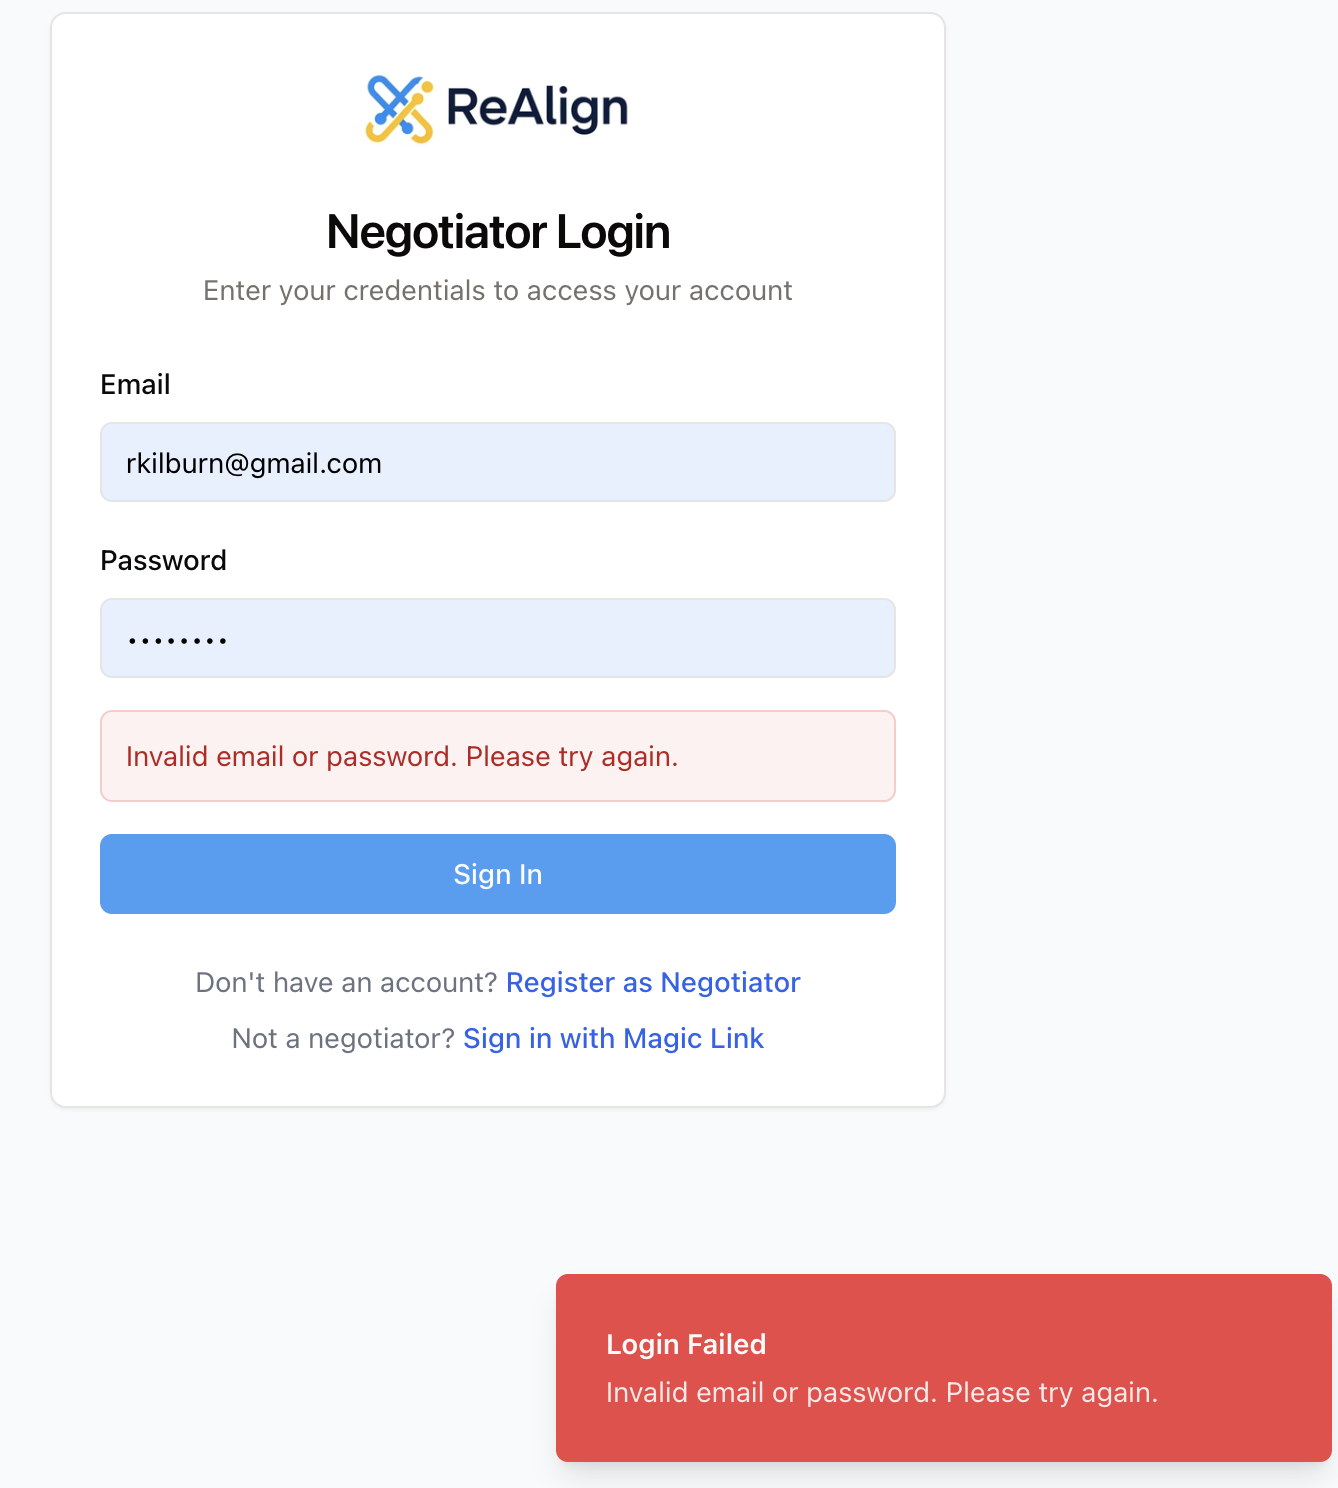 ReAlign
Negotiator Login
Enter your credentials to access your account
Email
rkilburn@gmail.com
Password
••••••••
Invalid email or password. Please try again.
Sign In
Don't have an account? Register as Negotiator
Not a negotiator? Sign in with Magic Link
Login Failed
Invalid email or password. Please try again.